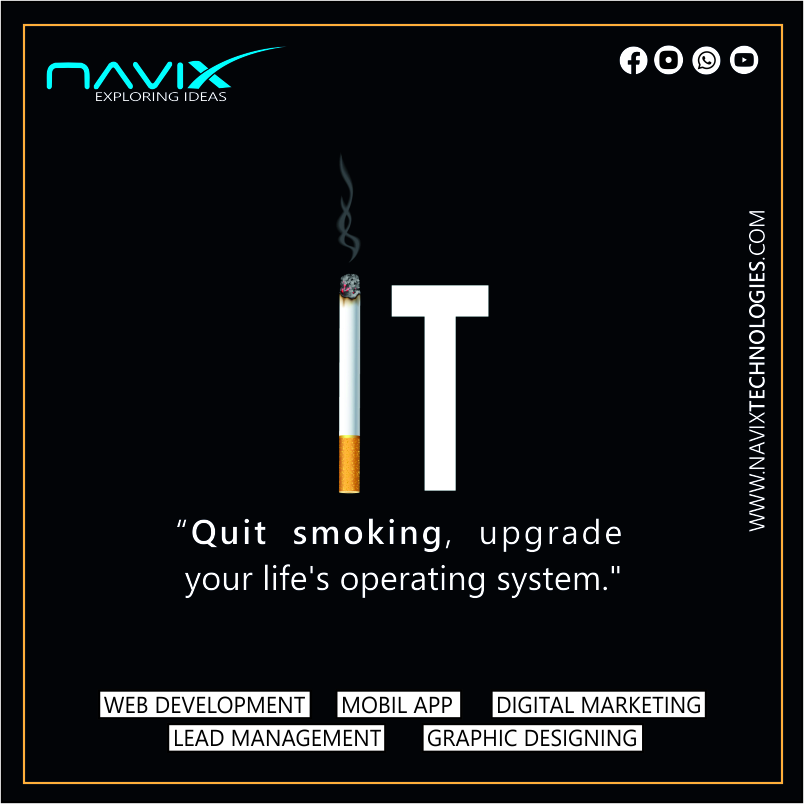 NAVIX
EXPLORING IDEAS
WWW.NAVIXTECHNOLOGIES.COM
IT
“Quit smoking, upgrade
your life's operating system."
WEB DEVELOPMENT MOBIL APP DIGITAL MARKETING
LEAD MANAGEMENT GRAPHIC DESIGNING